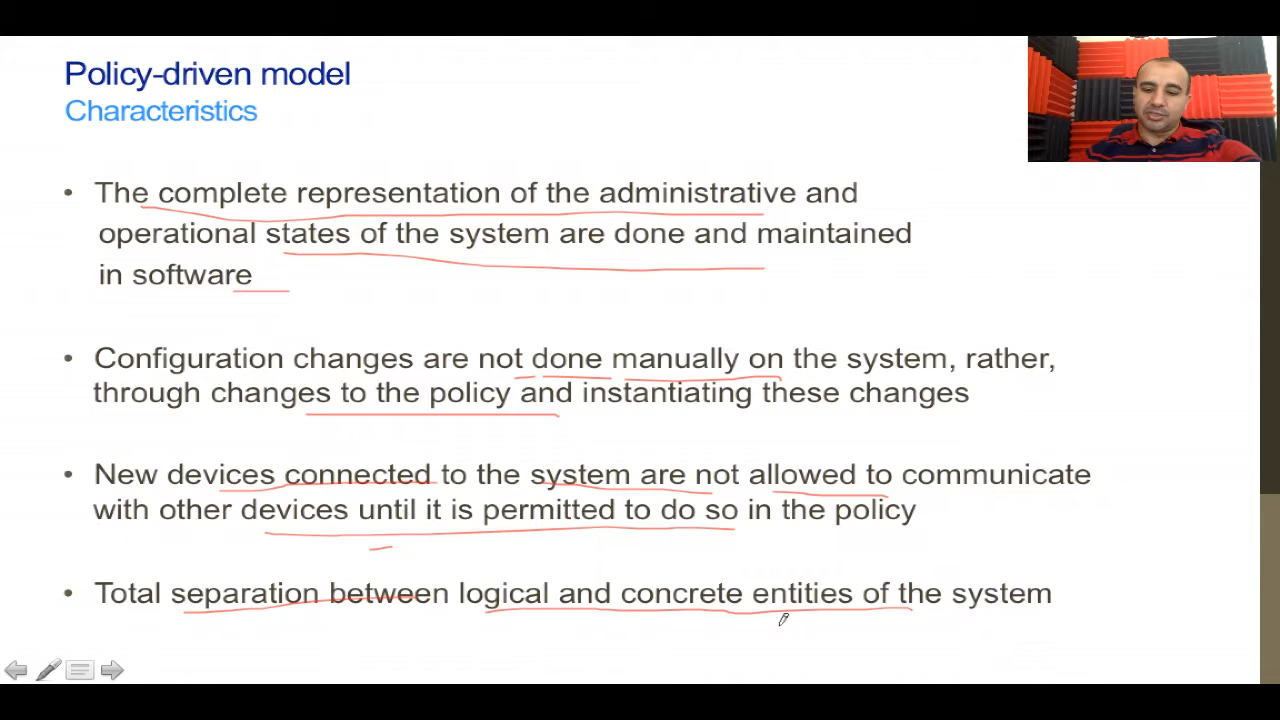 Policy-driven model
Characteristics
• The complete representation of the administrative and
operational states of the system are done and maintained
in software
• Configuration changes are not done manually on the system, rather,
through changes to the policy and instantiating these changes
• New devices connected to the system are not allowed to communicate
with other devices until it is permitted to do so in the policy
• Total separation between logical and concrete entities of the system